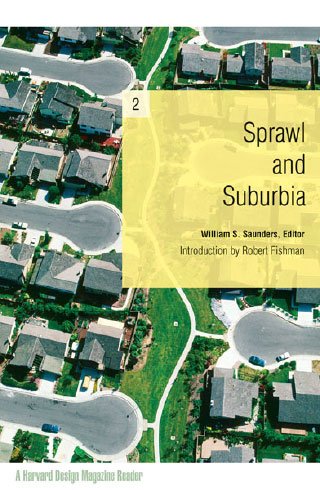 2
Sprawl
and
Suburbia
William S. Saunders, Editor
Introduction by Robert Fishman
A Harvard Design Magazine Reader